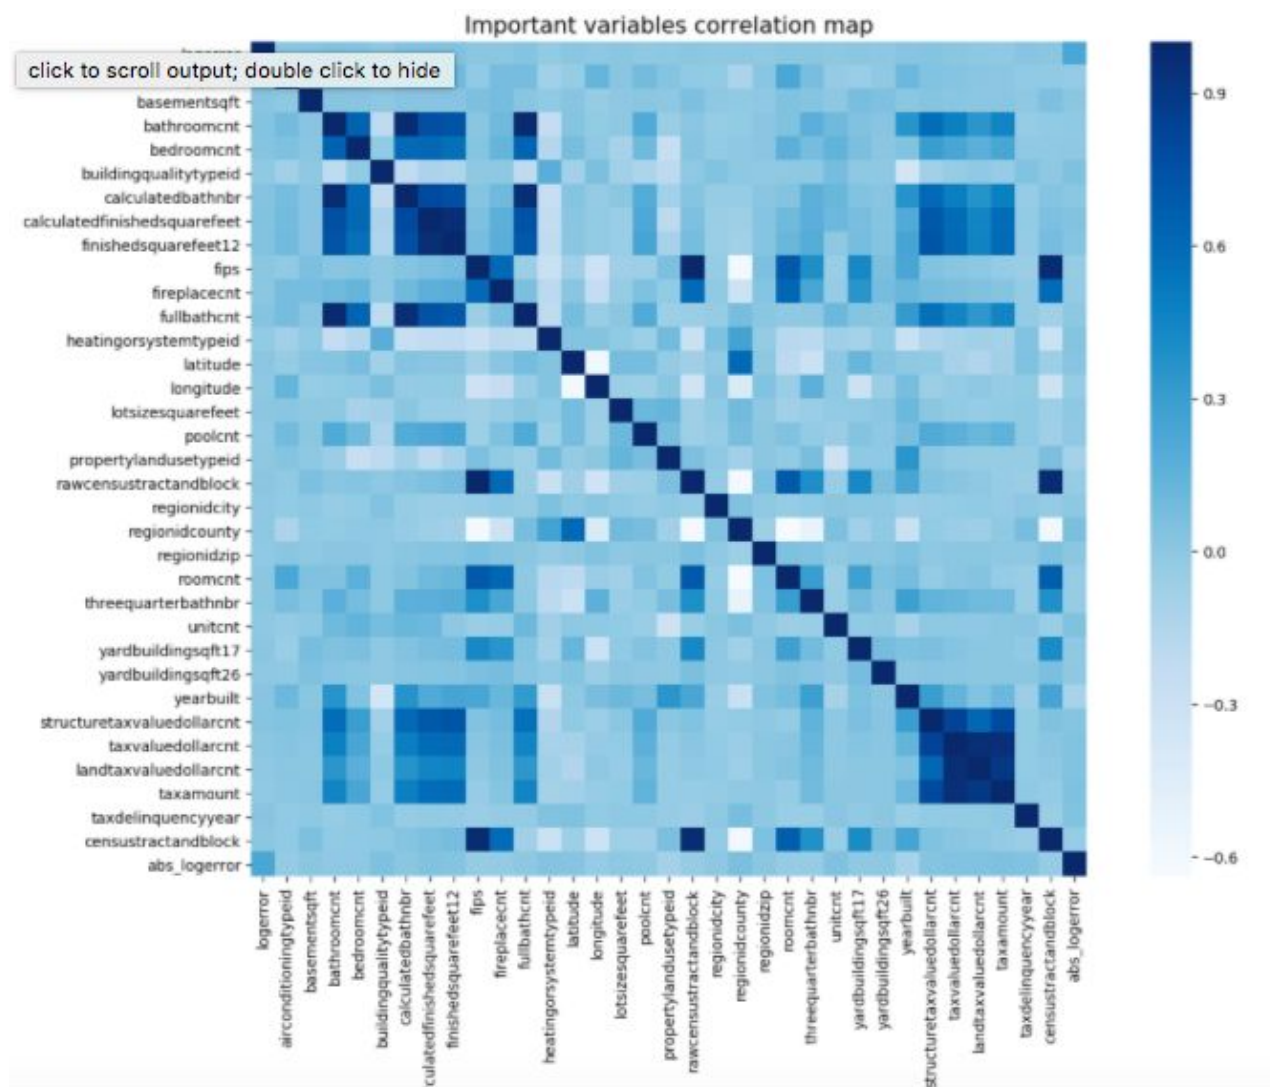 Important variables correlation map
click to scroll output; double click to hide
basementsqft
bathroomcnt
bedroomcnt
buildingqualitytypeid
calculatedbathnbr
calculatedfinishedsquarefeet
finishedsquarefeet12
fips
fireplacecnt
fullbathcnt
heatingorsystemtypeid
latitude
longitude
lotsizesquarefeet
poolcnt
propertylandusetypeid
rawcensustractandblock
regionidcity
regionidcounty
regionidzip
roomcnt
threequarterbathnbr
unitcnt
yardbuildingsqft17
yardbuildingsqft26
yearbuilt
structuretaxvaluedollarcnt
taxvaluedollarcnt
landtaxvaluedollarcnt
taxamount
taxdelinquencyyear
censustractandblock
abs_logerror
logerror
airconditioningtypeid
basementsqft
bathroomcnt
bedroomcnt
buildingqualitytypeid
calculatedbathnbr
culatedfinishedsquarefeet
finishedsquarefeet12
fips
fireplacecnt
fullbathcnt
heatingorsystemtypeid
latitude
longitude
lotsizesquarefeet
poolcnt
propertylandusetypeid
rawcensustractandblock
regionidcity
regionidcounty
regionidzip
roomcnt
threequarterbathnbr
unitcnt
yardbuildingsqft17
yardbuildingsqft26
yearbuilt
structuretaxvaluedollarcnt
taxvaluedollarcnt
landtaxvaluedollarcnt
taxamount
taxdelinquencyyear
censustractandblock
abs_logerror
0.9
0.6
0.3
0.0
−0.3
−0.6